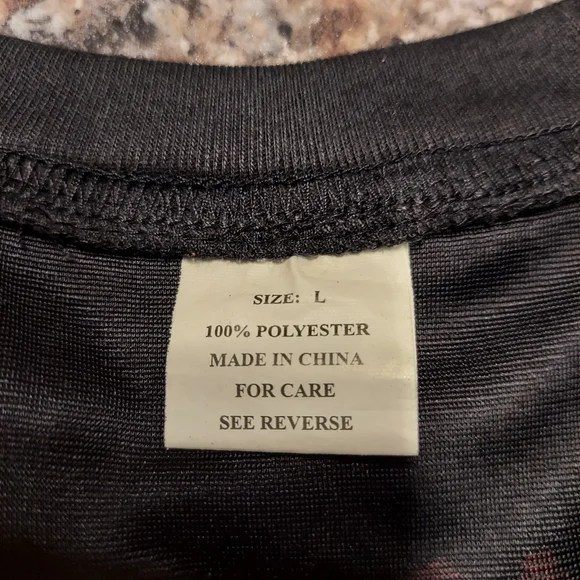 SIZE: L
100% POLYESTER
MADE IN CHINA
FOR CARE
SEE REVERSE